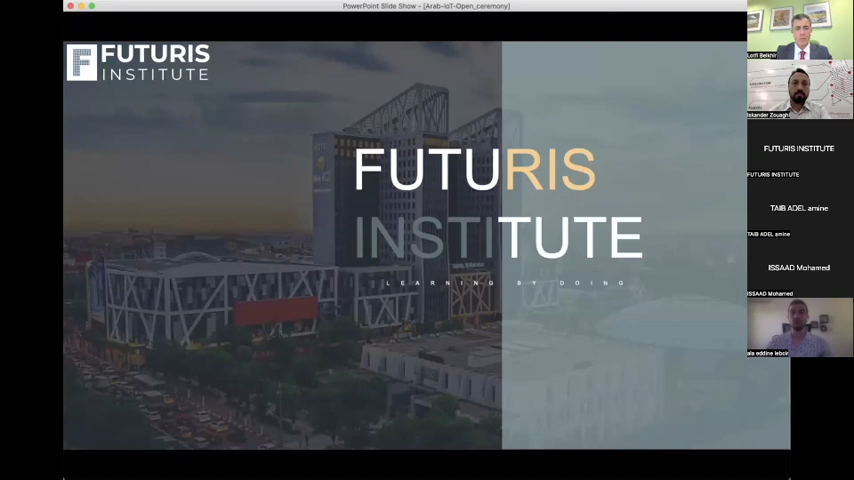 PowerPoint Slide Show - [Arab-IoT-Open_ceremony]
FUTURIS
INSTITUTE
FUTURIS
INSTITUTE
LEARNING BY DOING
Lotfi Belkhir
Iskander Zouaghi
FUTURIS INSTITUTE
FUTURIS INSTITUTE
TAIB ADEL amine
TAIB ADEL amine
ISSAAD Mohamed
ISSAAD Mohamed
ala eddine lebcir